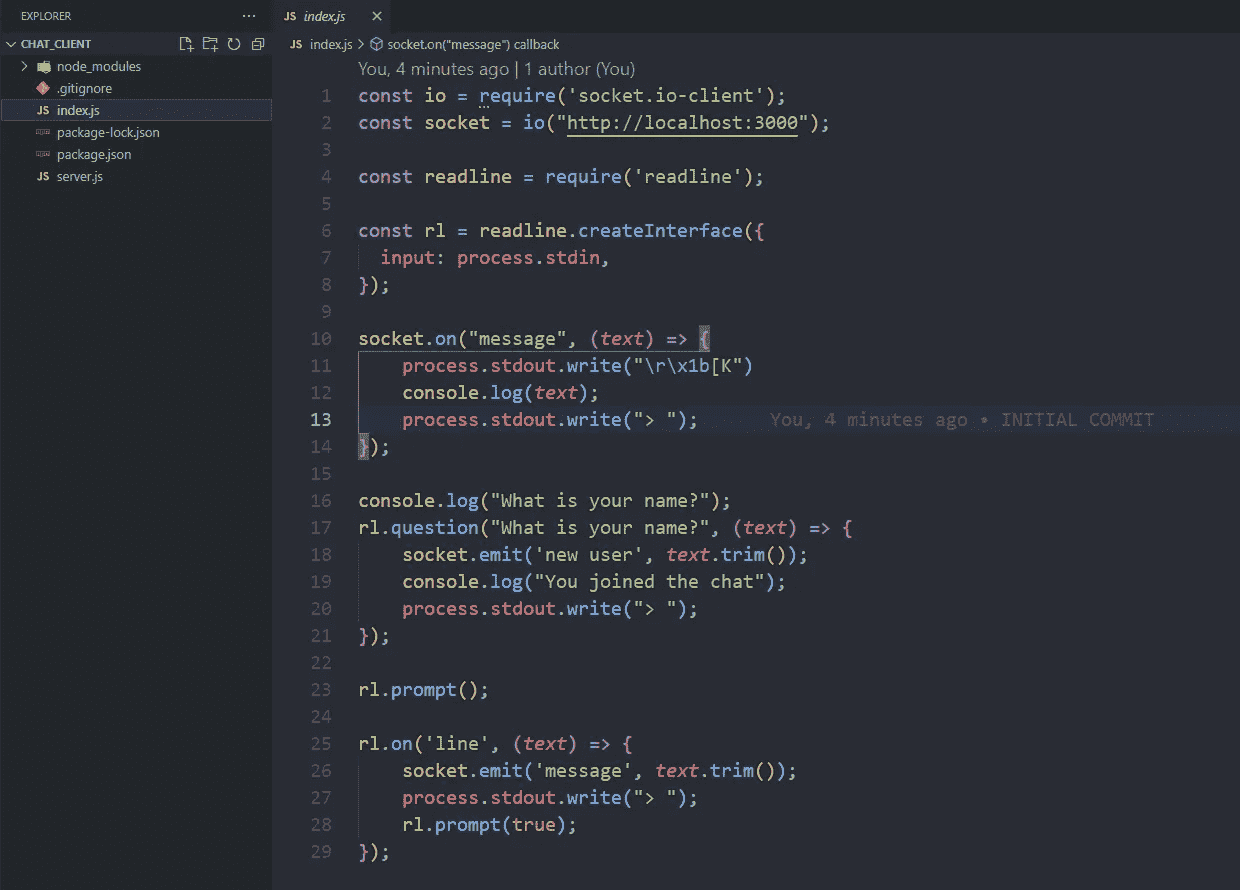 EXPLORER ...
CHAT_CLIENT
node_modules
.gitignore
JS index.js
package-lock.json
package.json
JS server.js
JS index.js
JS index.js > socket.on("message") callback
You, 4 minutes ago | 1 author (You)
1 const io = require('socket.io-client');
2 const socket = io("http://localhost:3000");
3
4 const readline = require('readline');
5
6 const rl = readline.createInterface({
7   input: process.stdin,
8 });
9
10 socket.on("message", (text) => {
11     process.stdout.write("\r\x1b[K")
12     console.log(text);
13     process.stdout.write("> "); You, 4 minutes ago • INITIAL COMMIT
14 });
15
16 console.log("What is your name?");
17 rl.question("What is your name?", (text) => {
18     socket.emit('new user', text.trim());
19     console.log("You joined the chat");
20     process.stdout.write("> ");
21 });
22
23 rl.prompt();
24
25 rl.on('line', (text) => {
26     socket.emit('message', text.trim());
27     process.stdout.write("> ");
28     rl.prompt(true);
29 });